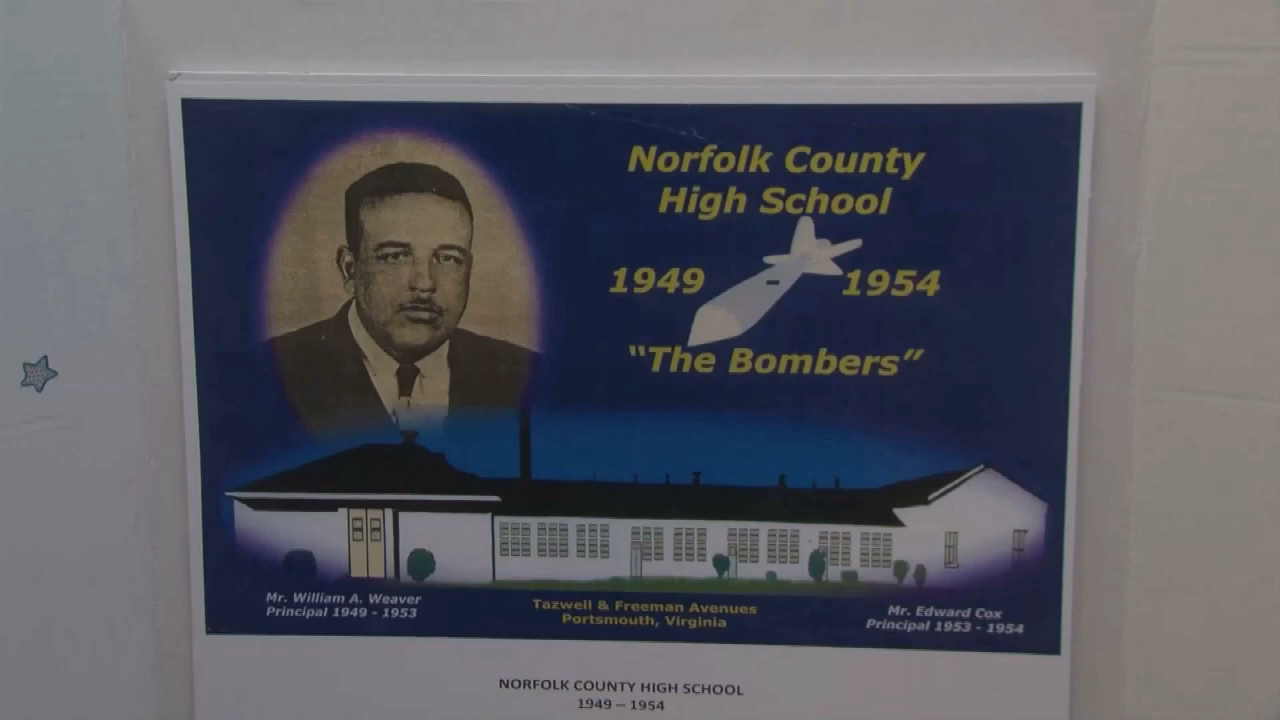 Norfolk County
High School
1949 1954
“The Bombers”
Mr. William A. Weaver
Principal 1949 - 1953
Tazwell & Freeman Avenues
Portsmouth, Virginia
Mr. Edward Cox
Principal 1953 - 1954
NORFOLK COUNTY HIGH SCHOOL
1949 – 1954